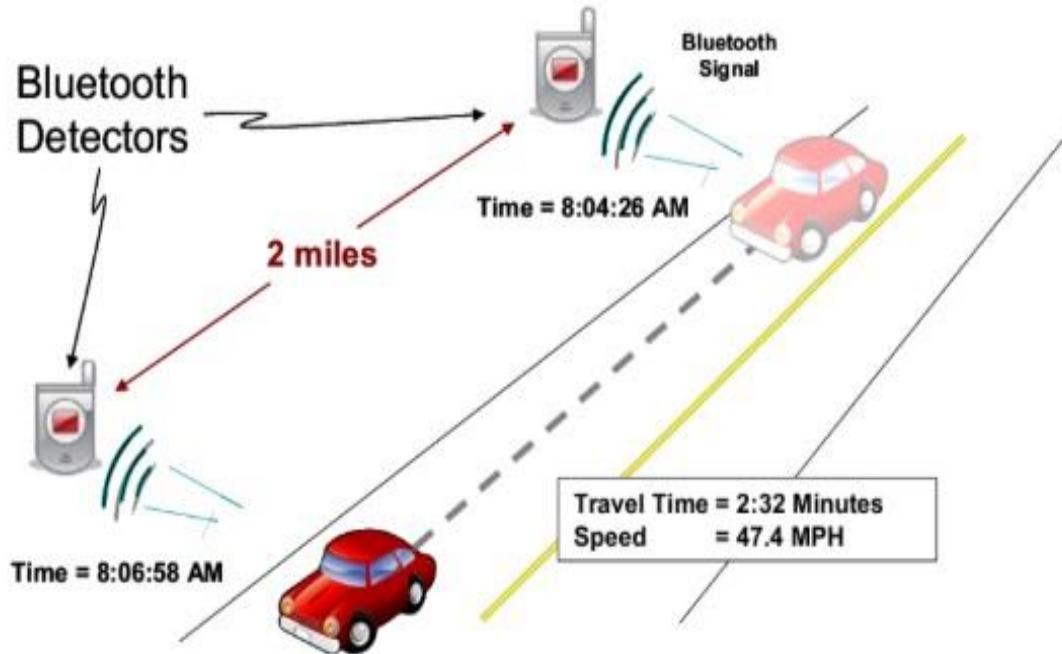 Bluetooth
Signal
Bluetooth
Detectors
Time = 8:04:26 AM
2 miles
Travel Time = 2:32 Minutes
Speed = 47.4 MPH
Time = 8:06:58 AM